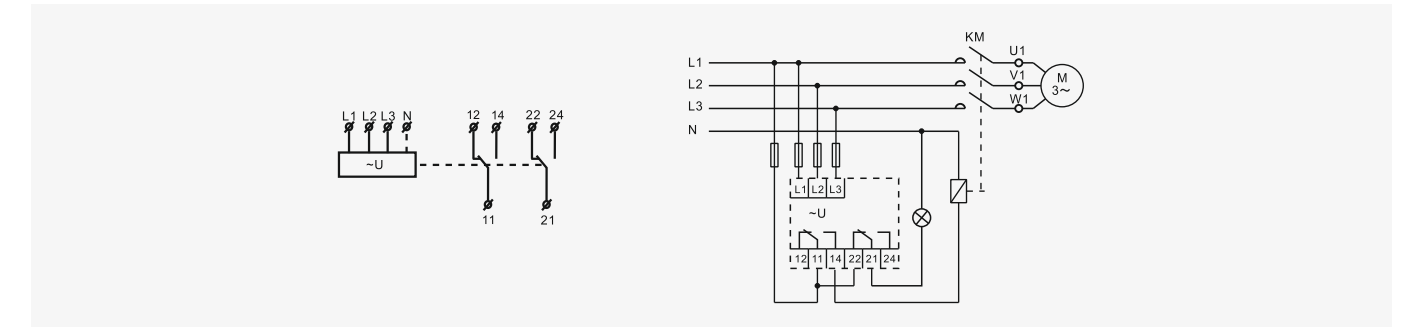 L1 L2 L3 N
12 14 22 24
~U
11 21
KM
L1 U1
L2 V1 M
3~
L3 W1
N
L1 L2 L3
~U
12 11 14 22 21 24